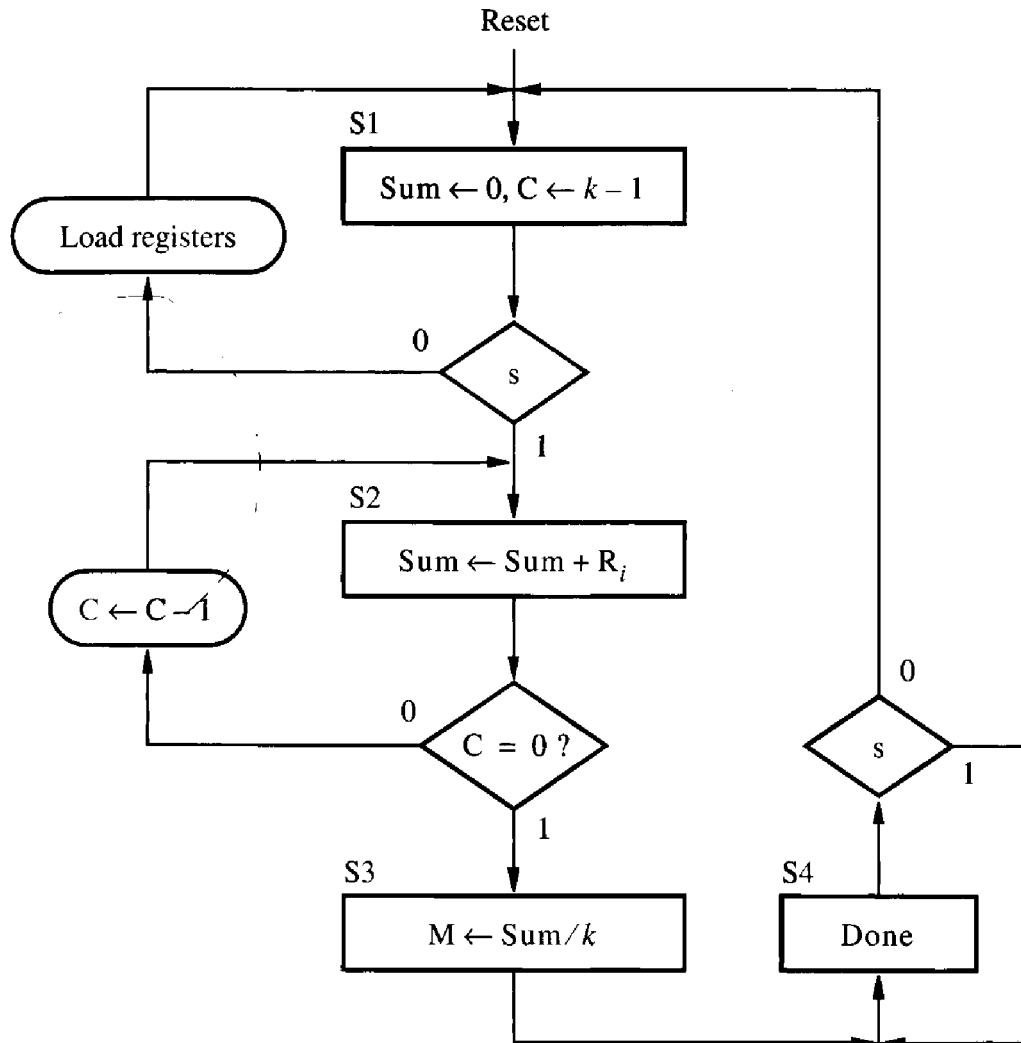 Reset
S1
Sum ← 0, C ← k – 1
Load registers
0
s
1
S2
Sum ← Sum + Rᵢ
C ← C – 1
0
C = 0 ?
1
0
s
1
S3
M ← Sum/k
S4
Done